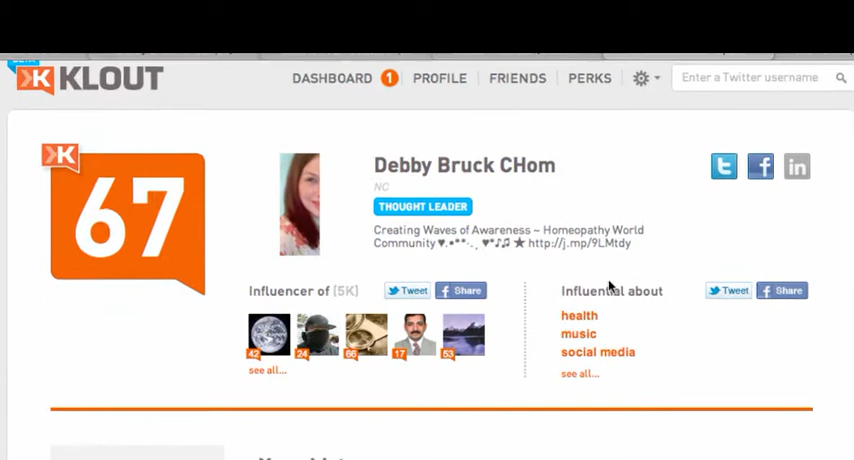 KLOUT
DASHBOARD 1 PROFILE FRIENDS PERKS Enter a Twitter username
67
Debby Bruck CHom
NC
THOUGHT LEADER
Creating Waves of Awareness ~ Homeopathy World
Community ♥.•*°·.¸ ♥*♪♫ ★ http://j.mp/9LMtdy
Influencer of (5K) Tweet Share
Influential about Tweet Share
health
music
social media
42 24 66 17 53
see all...
see all...